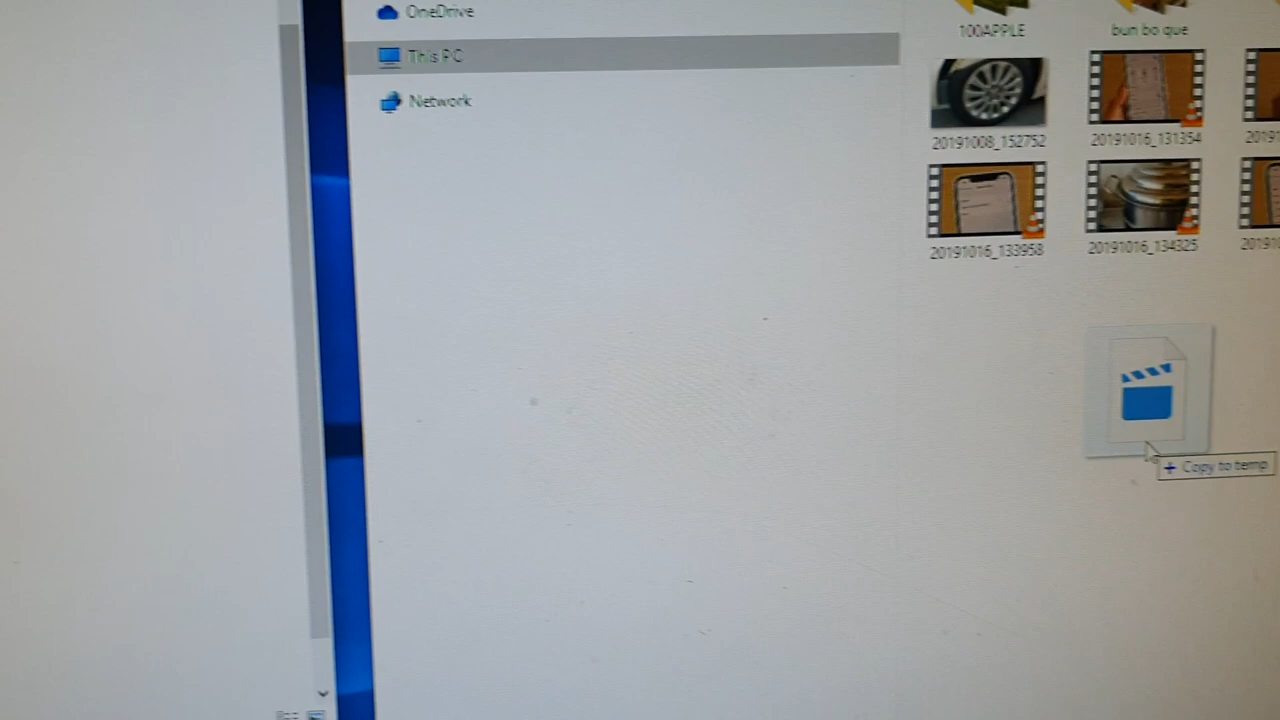 OneDrive
This PC
Network
100APPLE
bun bo que
20191008_152752
20191016_131354
20191016_133958
20191016_134325
+ Copy to temp